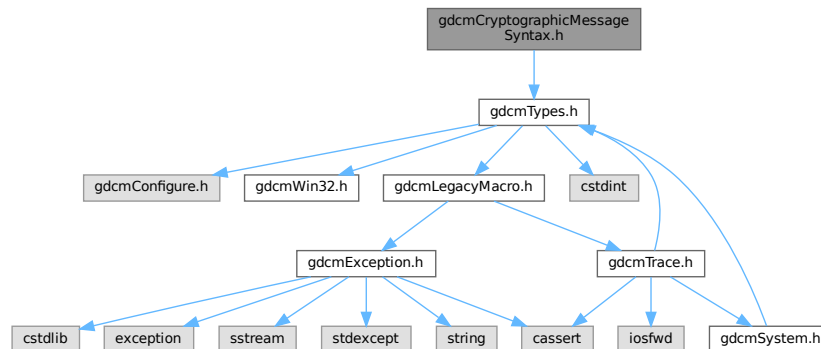 gdcmCryptographicMessage
Syntax.h
gdcmTypes.h
gdcmConfigure.h
gdcmWin32.h
gdcmLegacyMacro.h
cstdint
gdcmException.h
gdcmTrace.h
cstdlib
exception
sstream
stdexcept
string
cassert
iosfwd
gdcmSystem.h